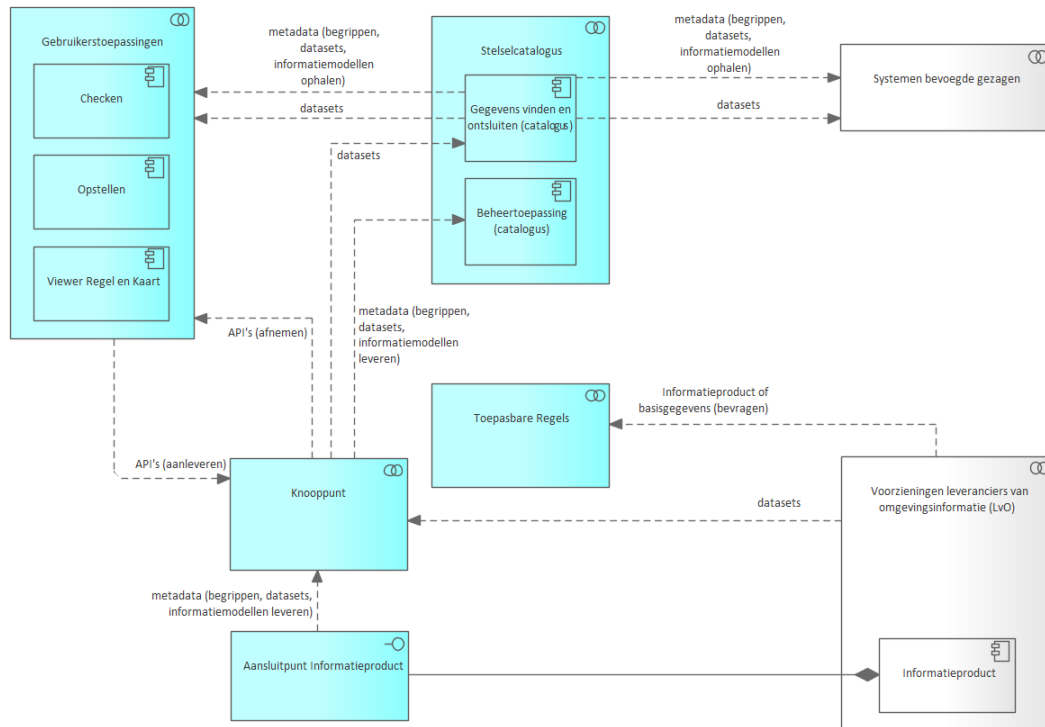 Gebruikerstoepassingen
Checken
Opstellen
Viewer Regel en Kaart
metadata (begrippen,
datasets,
informatiemodellen
ophalen)
datasets
Stelselcatalogus
Gegevens vinden en
ontsluiten (catalogus)
Beheertoepassing
(catalogus)
metadata (begrippen,
datasets,
informatiemodellen
ophalen)
datasets
Systemen bevoegde gezagen
datasets
API's (afnemen)
metadata (begrippen,
datasets,
informatiemodellen
leveren)
API's (aanleveren)
Toepasbare Regels
Informatieproduct of
basisgegevens (bevragen)
Knooppunt
datasets
Voorzieningen leveranciers van
omgevingsinformatie (LvO)
metadata (begrippen, datasets,
informatiemodellen leveren)
Aansluitpunt Informatieproduct
Informatieproduct